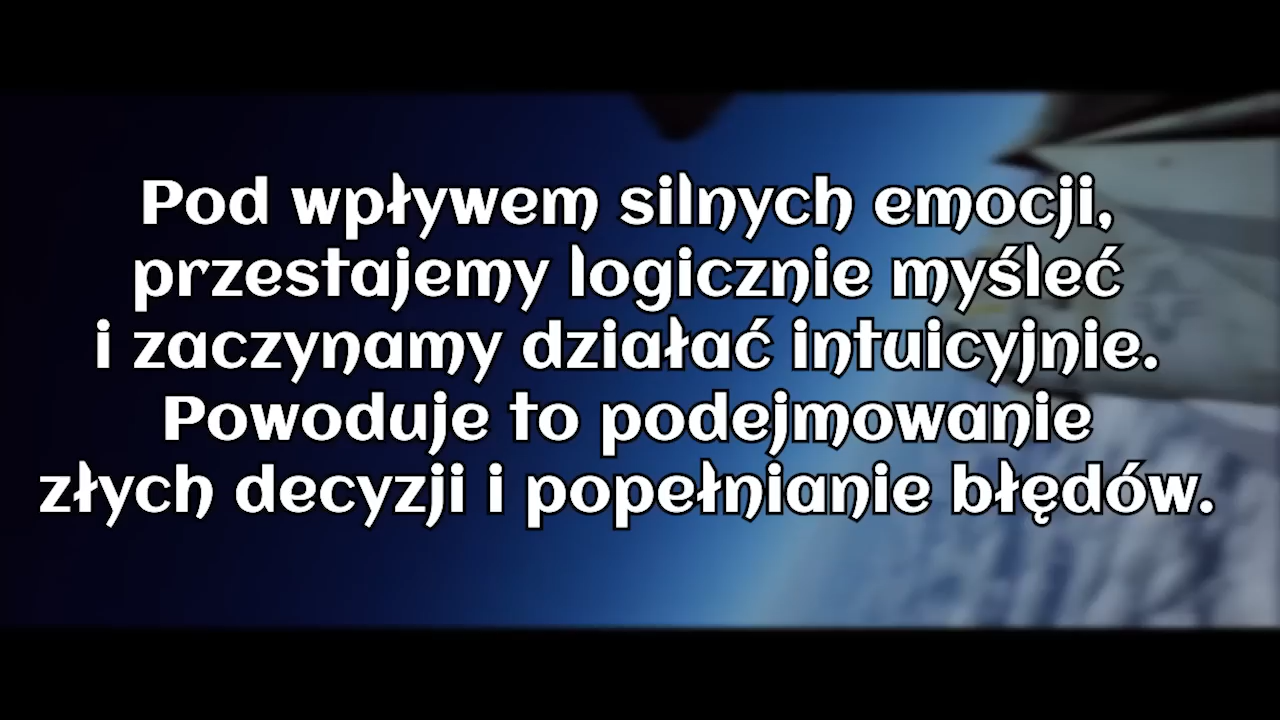 Pod wpływem silnych emocji,
przestajemy logicznie myśleć
i zaczynamy działać intuicyjnie.
Powoduje to podejmowanie
złych decyzji i popełnianie błędów.